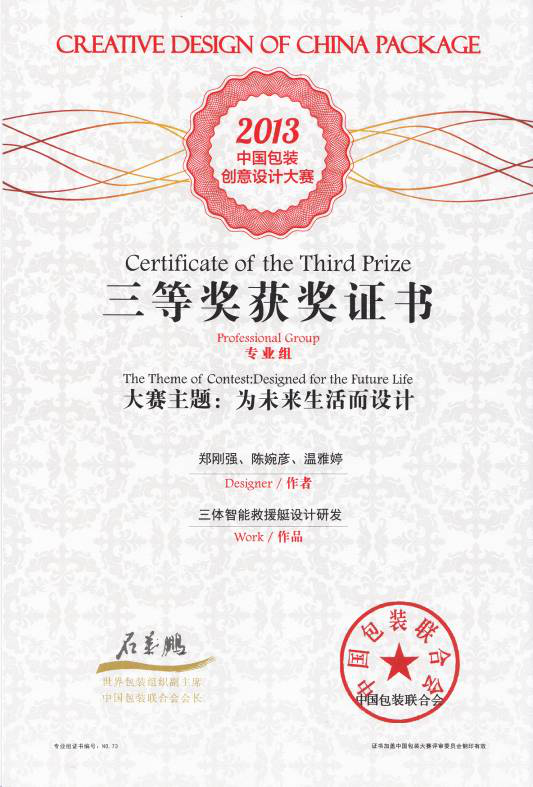 CREATIVE DESIGN OF CHINA PACKAGE
2013
中国包装
创意设计大赛
Certificate of the Third Prize
三等奖获奖证书
Professional Group
专业组
The Theme of Contest:Designed for the Future Life
大赛主题：为未来生活而设计
郑刚强、陈婉彦、温雅婷
Designer / 作者
三体智能救援艇设计研发
Work / 作品
石万鹏
世界包装组织副主席
中国包装联合会会长
中国包装联合会
中国包装联合会
专业组证书编号：NO.73
证书加盖中国包装大赛评审委员会钢印有效